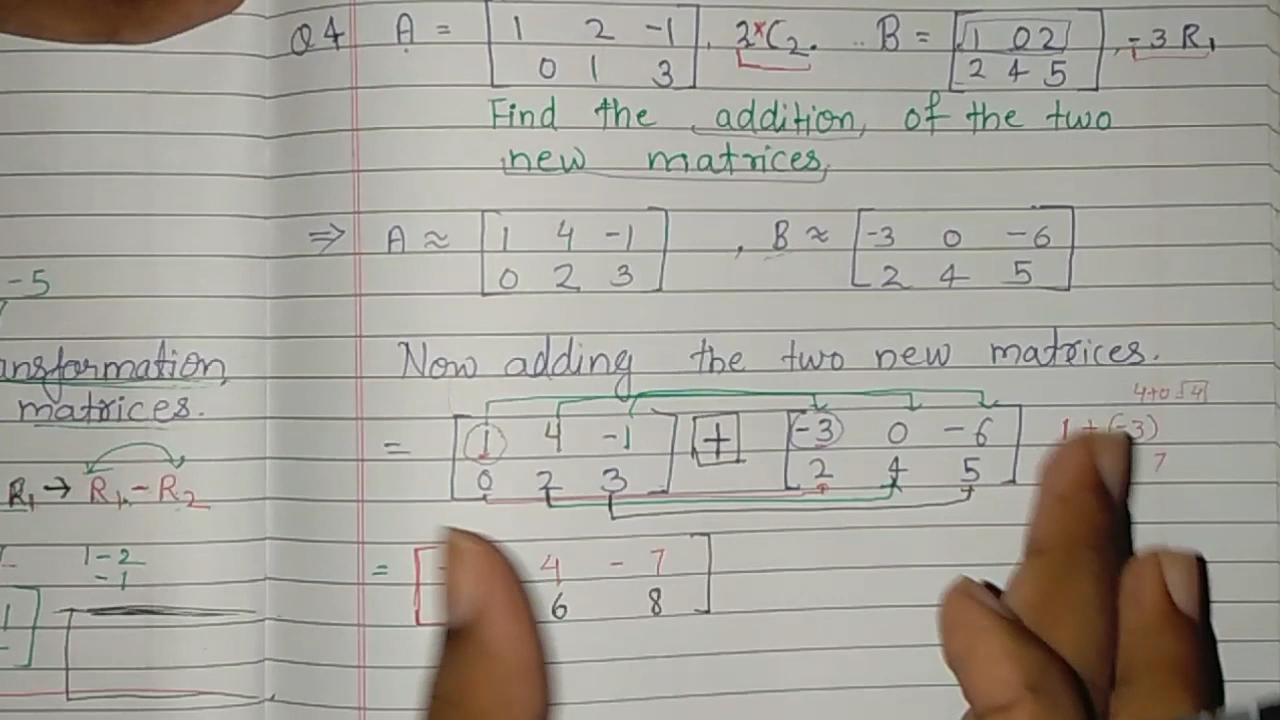 Q4 A = [ 1 2 -1 ] , 2×C₂. B = [ 1 0 2 ] , -3 R₁
0 1 3 2 4 5
Find the addition, of the two
new matrices,
⇒ A ≈ [ 1 4 -1 ] , B ≈ [ -3 0 -6 ]
0 2 3 2 4 5
Now adding the two new matrices.
4+0 4
= [ 1 4 -1 ] + [ -3 0 -6 ] 1 + (-3)
0 2 3 2 4 5 7
= [ - 4 -7 ]
6 8
-5
matrices.
R₁ → R₁ - R₂
1-2
-1